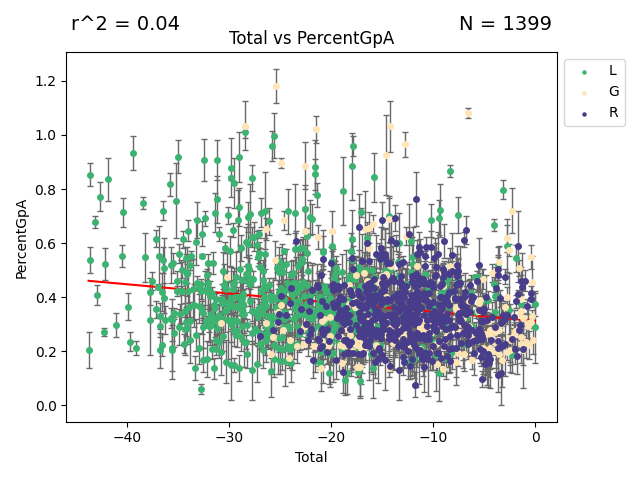 r^2 = 0.04
N = 1399
Total vs PercentGpA
L
G
R
PercentGpA
1.2
1.0
0.8
0.6
0.4
0.2
0.0
−40
−30
−20
−10
0
Total